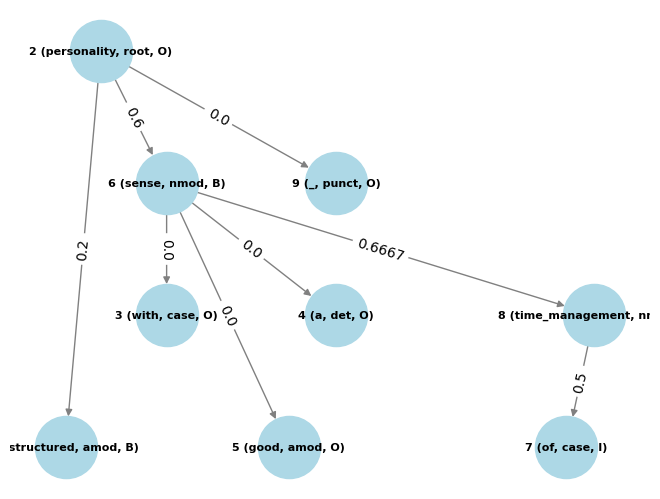 2 (personality, root, O)
0.6
0.0
6 (sense, nmod, B)
9 (_, punct, O)
0.2
0.0
0.0
0.6667
3 (with, case, O)
0.0
4 (a, det, O)
8 (time_management, nr
0.5
structured, amod, B)
5 (good, amod, O)
7 (of, case, I)